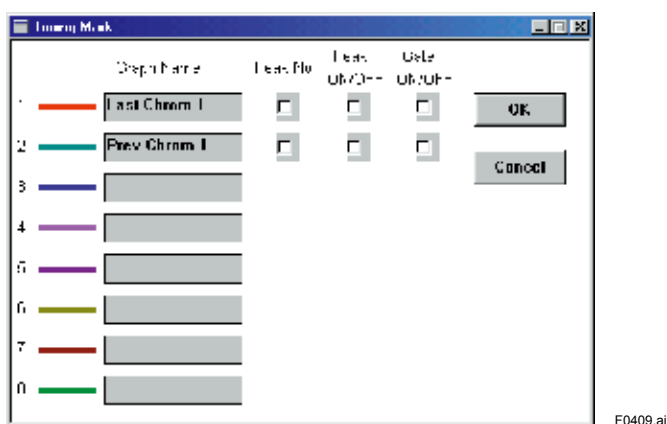 Timing Mark
Graph Name Peak No Peak ON/OFF Gate ON/OFF
1 Last Chrom 1 OK
2 Prev Chrom 1 Cancel
3
4
5
6
7
8
F0409.ai